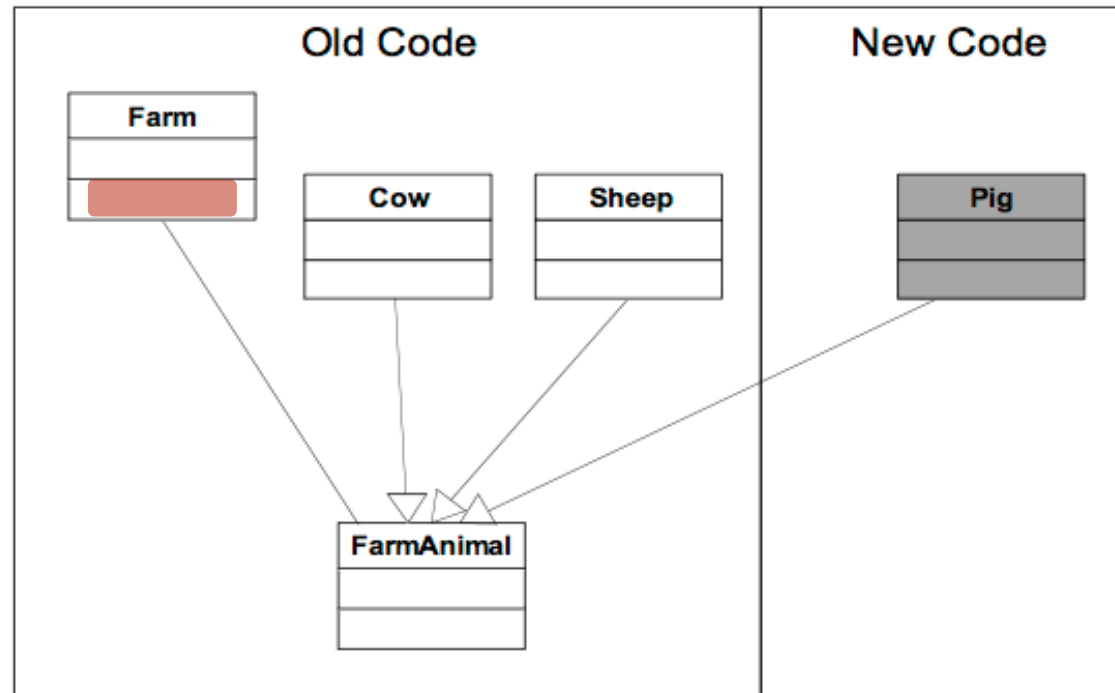 Old Code
New Code
Farm
Cow
Sheep
Pig
FarmAnimal